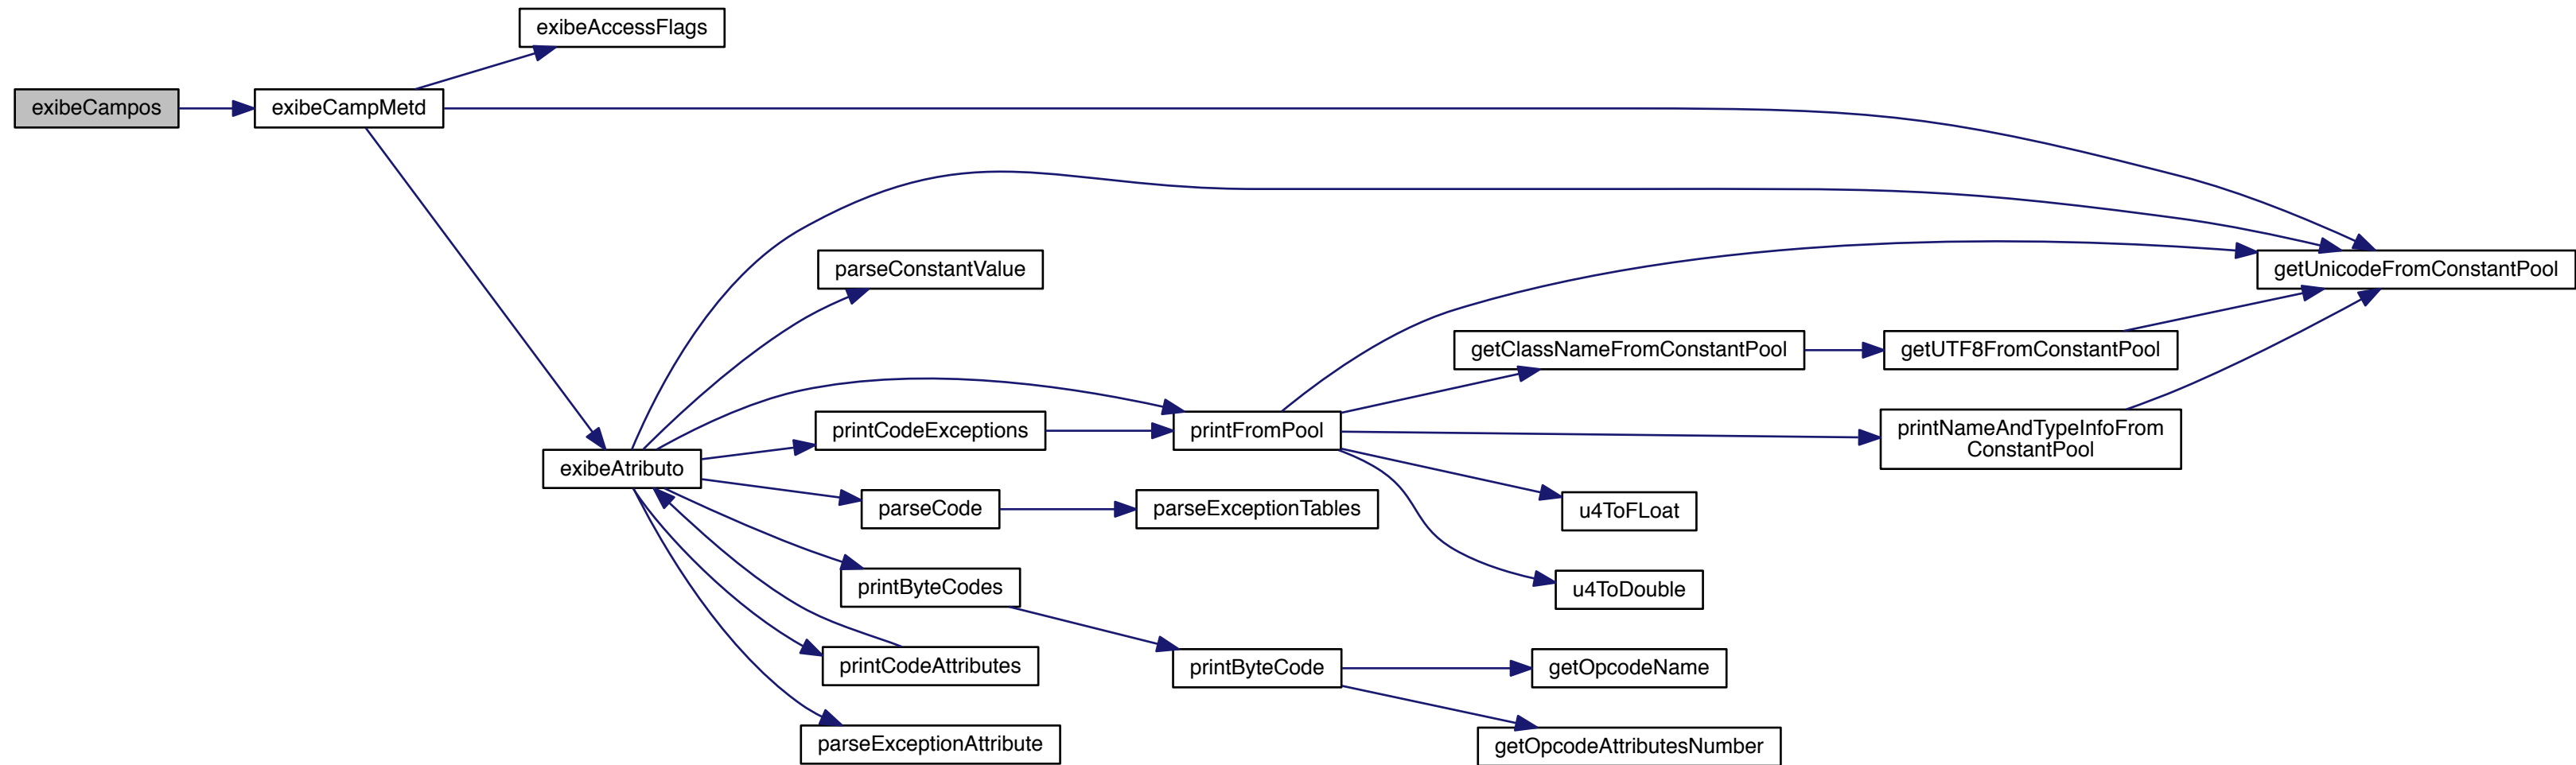 exibeAccessFlags
exibeCampos
exibeCampMetd
getUnicodeFromConstantPool
parseConstantValue
getClassNameFromConstantPool
getUTF8FromConstantPool
printCodeExceptions
printFromPool
printNameAndTypeInfoFrom
ConstantPool
exibeAtributo
parseCode
parseExceptionTables
u4ToFLoat
printByteCodes
u4ToDouble
printCodeAttributes
printByteCode
getOpcodeName
parseExceptionAttribute
getOpcodeAttributesNumber